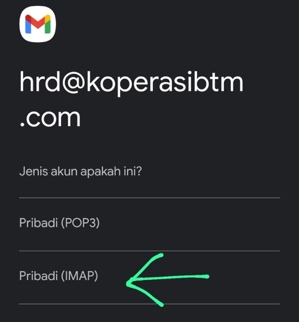 hrd@koperasibtm
.com
Jenis akun apakah ini?
Pribadi (POP3)
Pribadi (IMAP)